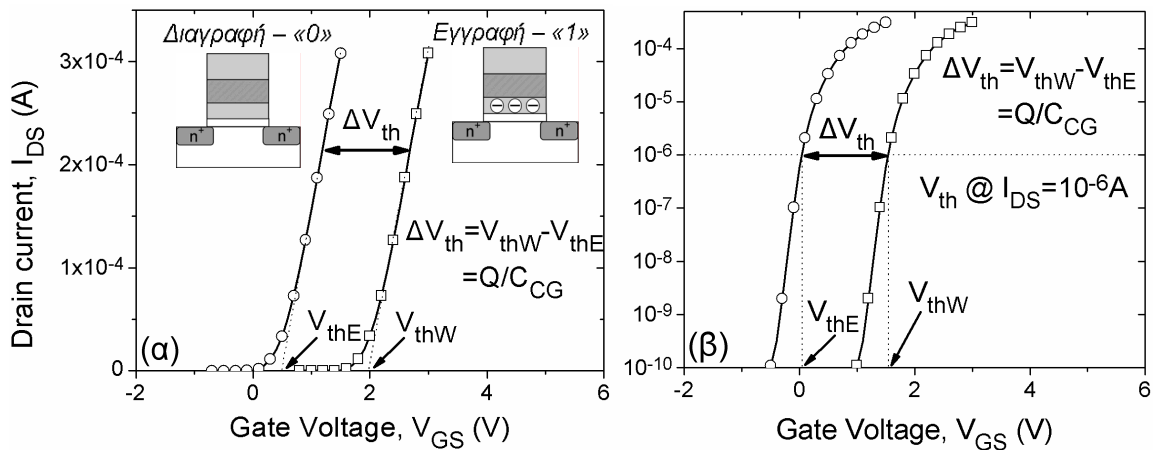 Διαγραφή – «0»
Εγγραφή – «1»
n⁺
n⁺
n⁺
n⁺
ΔV_th
ΔV_th=V_thW-V_thE
=Q/C_CG
V_thE
V_thW
(α)
3x10⁻⁴
2x10⁻⁴
1x10⁻⁴
0
-2
0
2
4
6
Drain current, I_DS (A)
Gate Voltage, V_GS (V)
10⁻⁴
10⁻⁵
10⁻⁶
10⁻⁷
10⁻⁸
10⁻⁹
10⁻¹⁰
ΔV_th=V_thW-V_thE
=Q/C_CG
ΔV_th
V_th @ I_DS=10⁻⁶A
V_thE
V_thW
(β)
-2
0
2
4
6
Gate Voltage, V_GS (V)